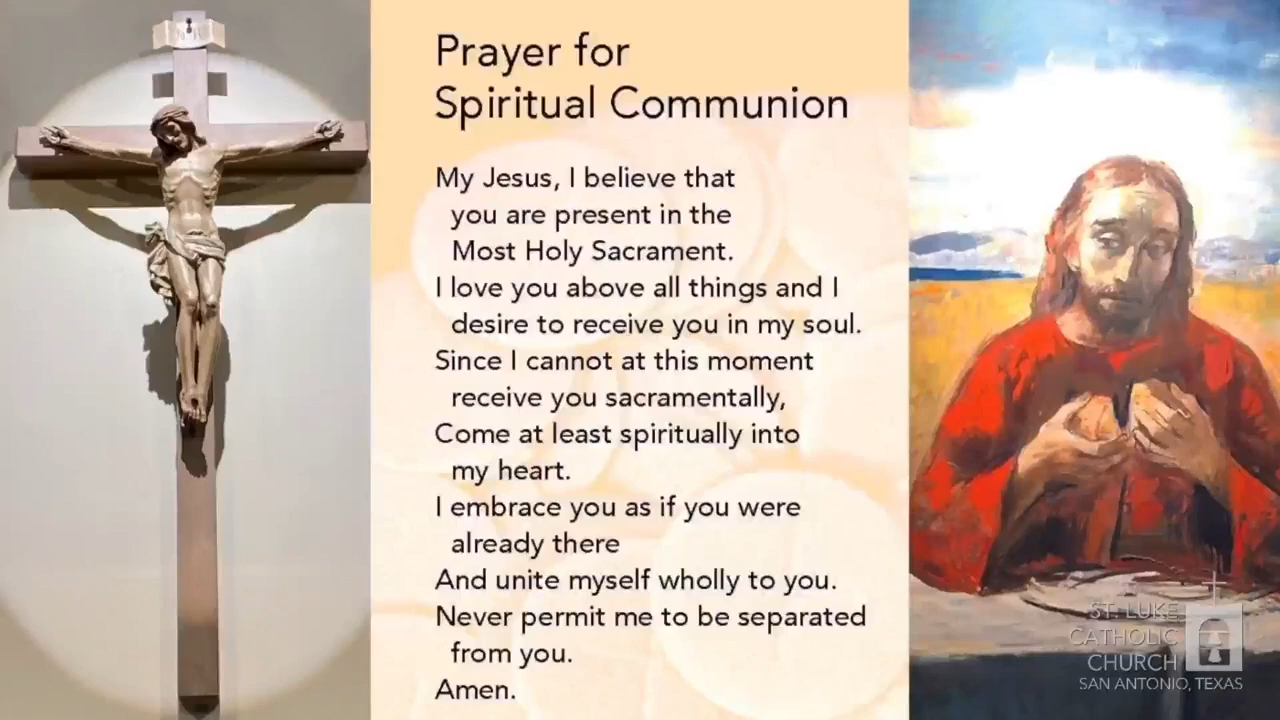 Prayer for
Spiritual Communion
My Jesus, I believe that
you are present in the
Most Holy Sacrament.
I love you above all things and I
desire to receive you in my soul.
Since I cannot at this moment
receive you sacramentally,
Come at least spiritually into
my heart.
I embrace you as if you were
already there
And unite myself wholly to you.
Never permit me to be separated
from you.
Amen.
ST. LUKE
CATHOLIC
CHURCH
SAN ANTONIO, TEXAS